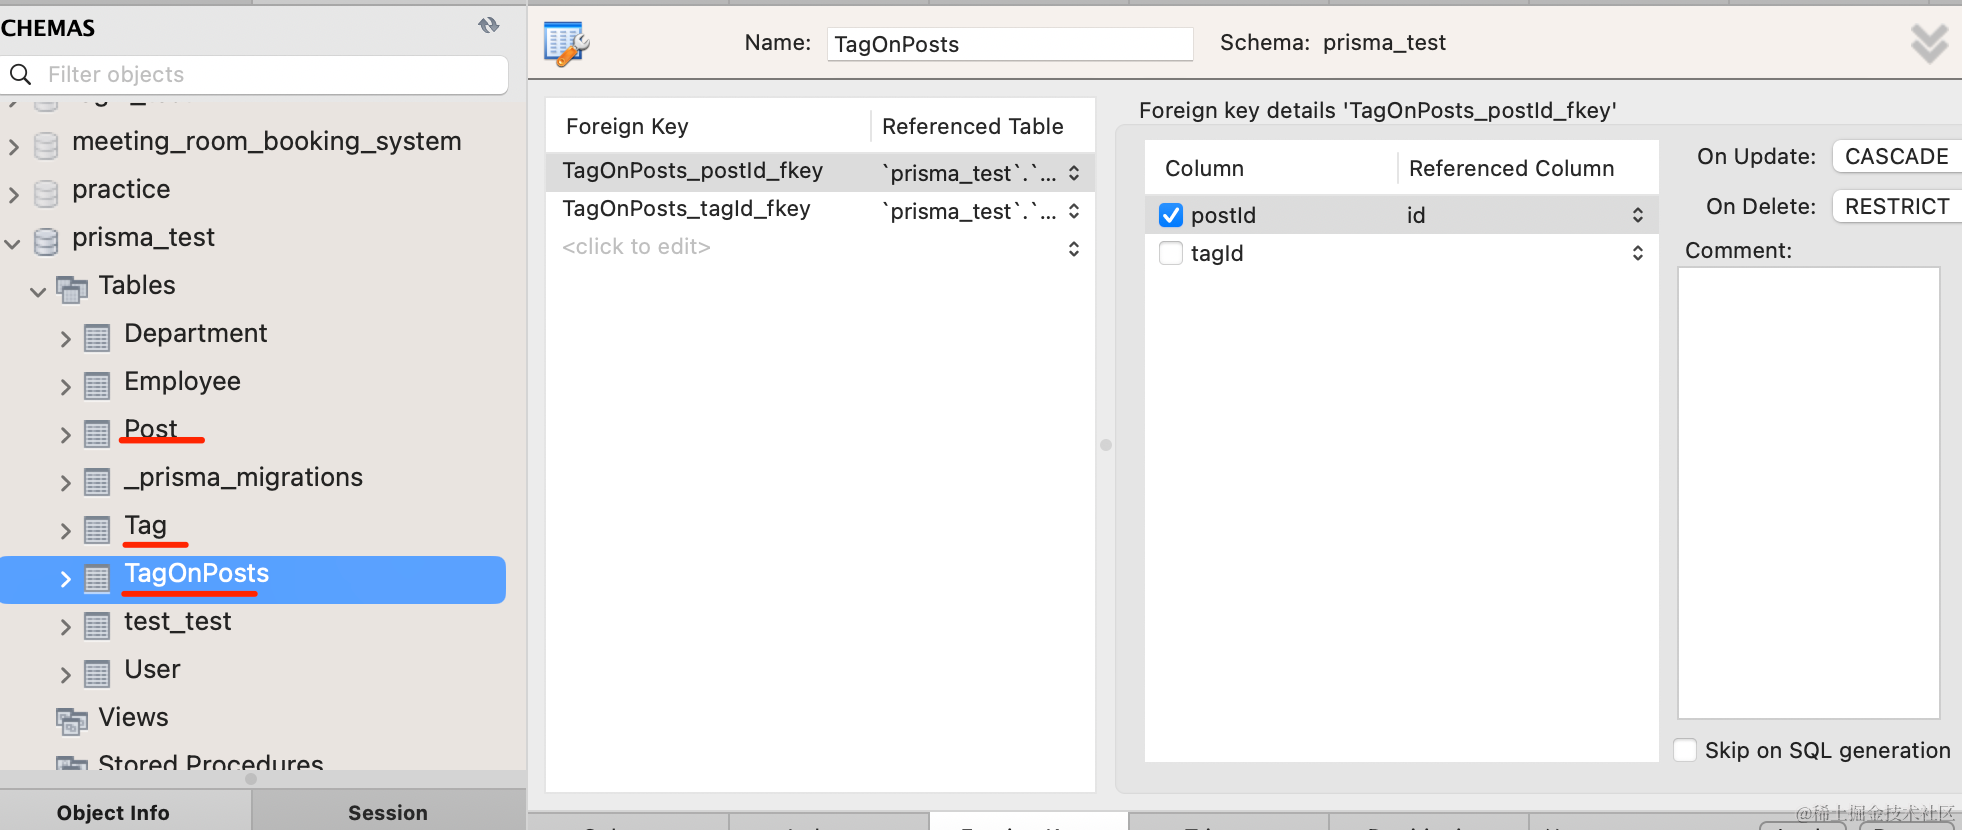 CHEMAS
Filter objects
meeting_room_booking_system
practice
prisma_test
Tables
Department
Employee
Post
_prisma_migrations
Tag
TagOnPosts
test_test
User
Views
Stored Procedures
Object Info
Session
Name:
TagOnPosts
Schema: prisma_test
Foreign Key
Referenced Table
TagOnPosts_postId_fkey
`prisma_test`.`...
TagOnPosts_tagId_fkey
`prisma_test`.`...
<click to edit>
Foreign key details 'TagOnPosts_postId_fkey'
Column
Referenced Column
postId
id
tagId
On Update:
CASCADE
On Delete:
RESTRICT
Comment:
Skip on SQL generation
@稀土掘金技术社区